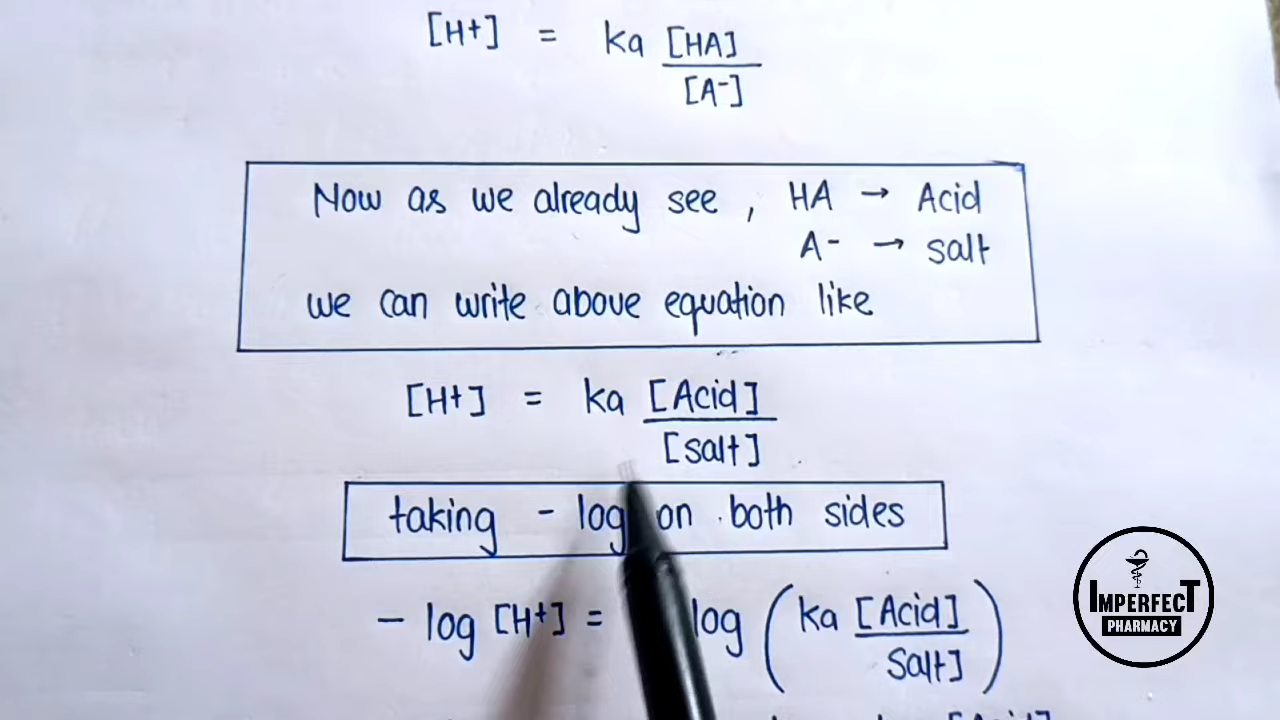 [H+] = ka [HA]
[A-]
Now as we already see , HA → Acid
A- → salt
we can write above equation like
[H+] = ka [Acid]
[salt]
taking - log on both sides
- log [H+] = log ( ka [Acid]
Salt] )
IMPERFECT
PHARMACY